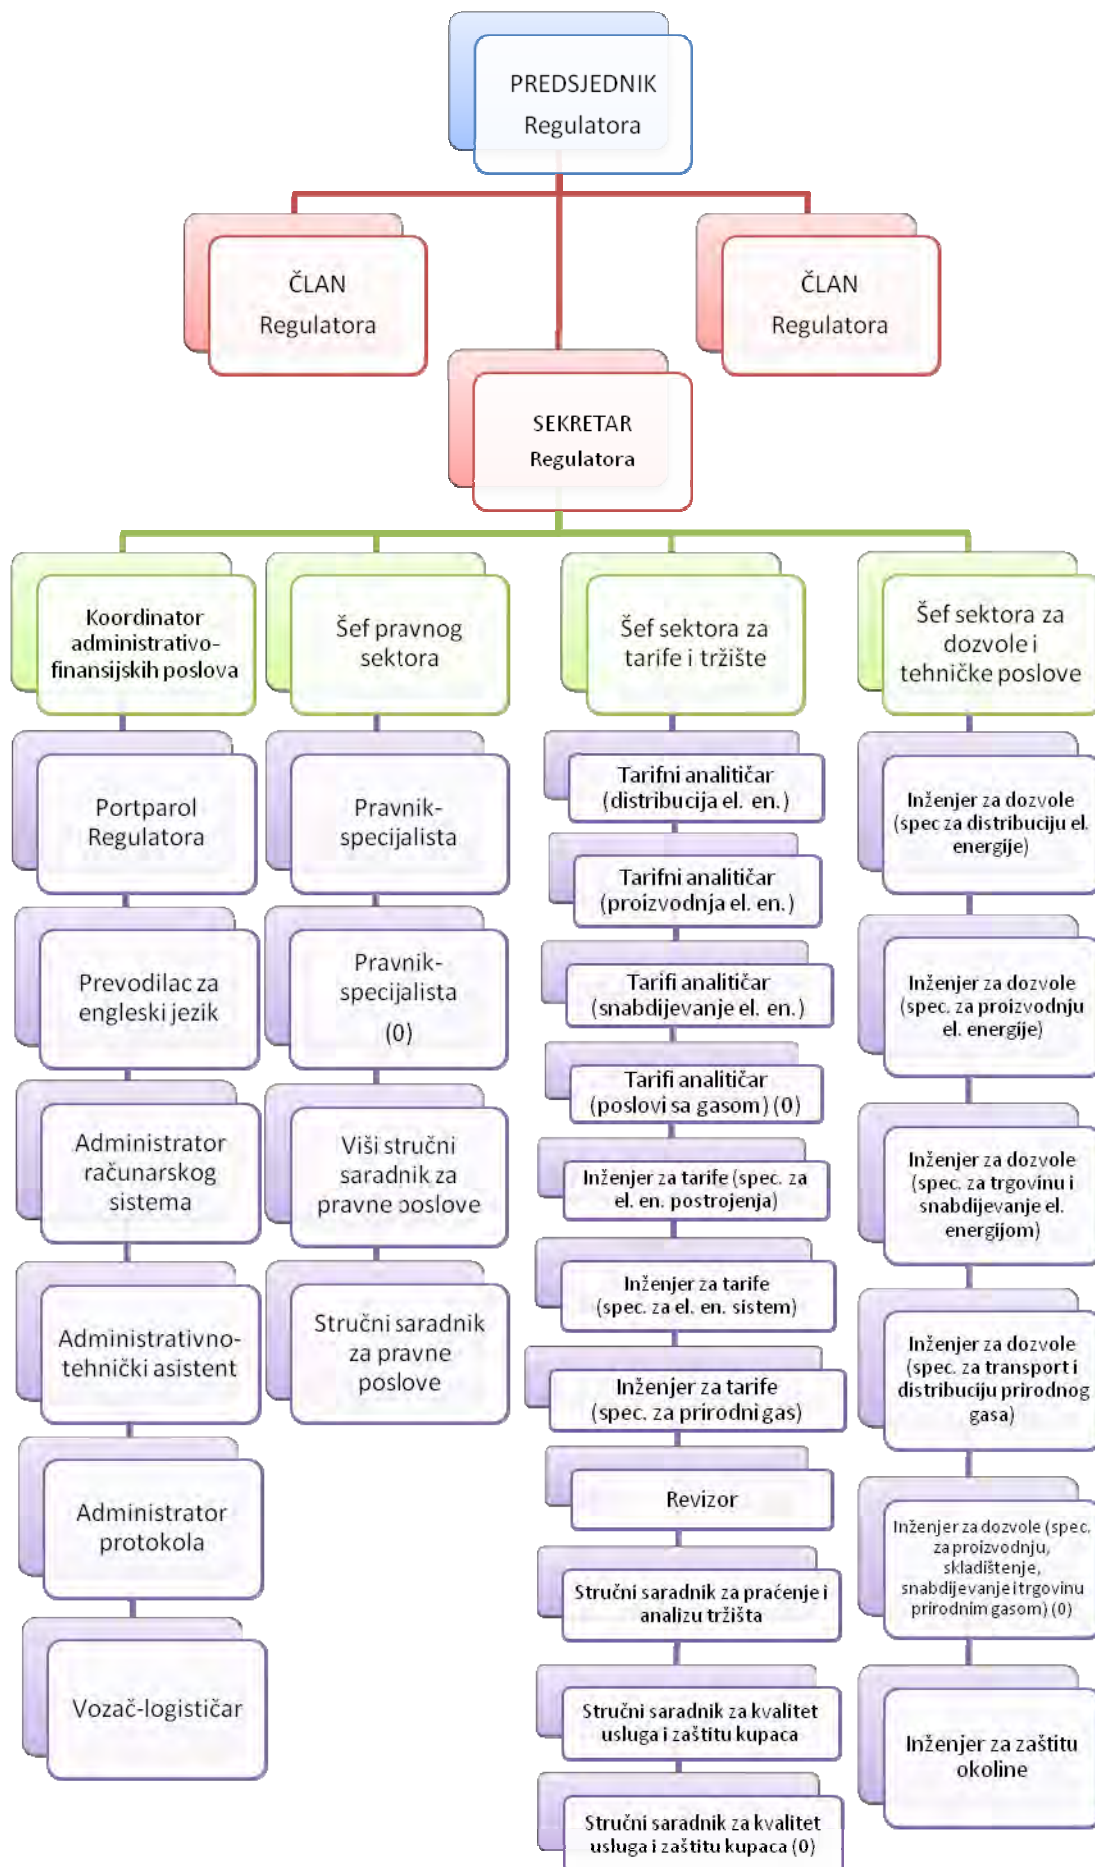 PREDSJEDNIK
Regulatora
ČLAN
Regulatora
ČLAN
Regulatora
SEKRETAR
Regulatora
Koordinator
administrativo-
finansijskih poslova
Šef pravnog
sektora
Šef sektora za
tarife i tržište
Šef sektora za
dozvole i
tehničke poslove
Portparol
Regulatora
Prevodilac za
engleski jezik
Administrator
računarskog
sistema
Administrativno-
tehnički asistent
Administrator
protokola
Vozač-logističar
Pravnik-
specijalista
Pravnik-
specijalista
(0)
Viši stručni
saradnik za
pravne poslove
Stručni saradnik
za pravne
poslove
Tarifni analitičar
(distribucija el. en.)
Tarifni analitičar
(proizvodnja el. en.)
Tarifi analitičar
(snabdijevanje el. en.)
Tarifi analitičar
(poslovi sa gasom) (0)
Inženjer za tarife (spec. za
el. en. postrojenja)
Inženjer za tarife
(spec. za el. en. sistem)
Inženjer za tarife
(spec. za prirodni gas)
Revizor
Stručni saradnik za praćenje i
analizu tržišta
Stručni saradnik za kvalitet
usluga i zaštitu kupaca
Stručni saradnik za kvalitet
usluga i zaštitu kupaca (0)
Inženjer za dozvole
(spec za distribuciju el.
energije)
Inženjer za dozvole
(spec. za proizvodnju
el. energije)
Inženjer za dozvole
(spec. za trgovinu i
snabdijevanje el.
energijom)
Inženjer za dozvole
(spec. za transport i
distribuciju prirodnog
gasa)
Inženjer za dozvole (spec.
za proizvodnju,
skladištenje,
snabdijevanje i trgovinu
prirodnim gasom) (0)
Inženjer za zaštitu
okoline